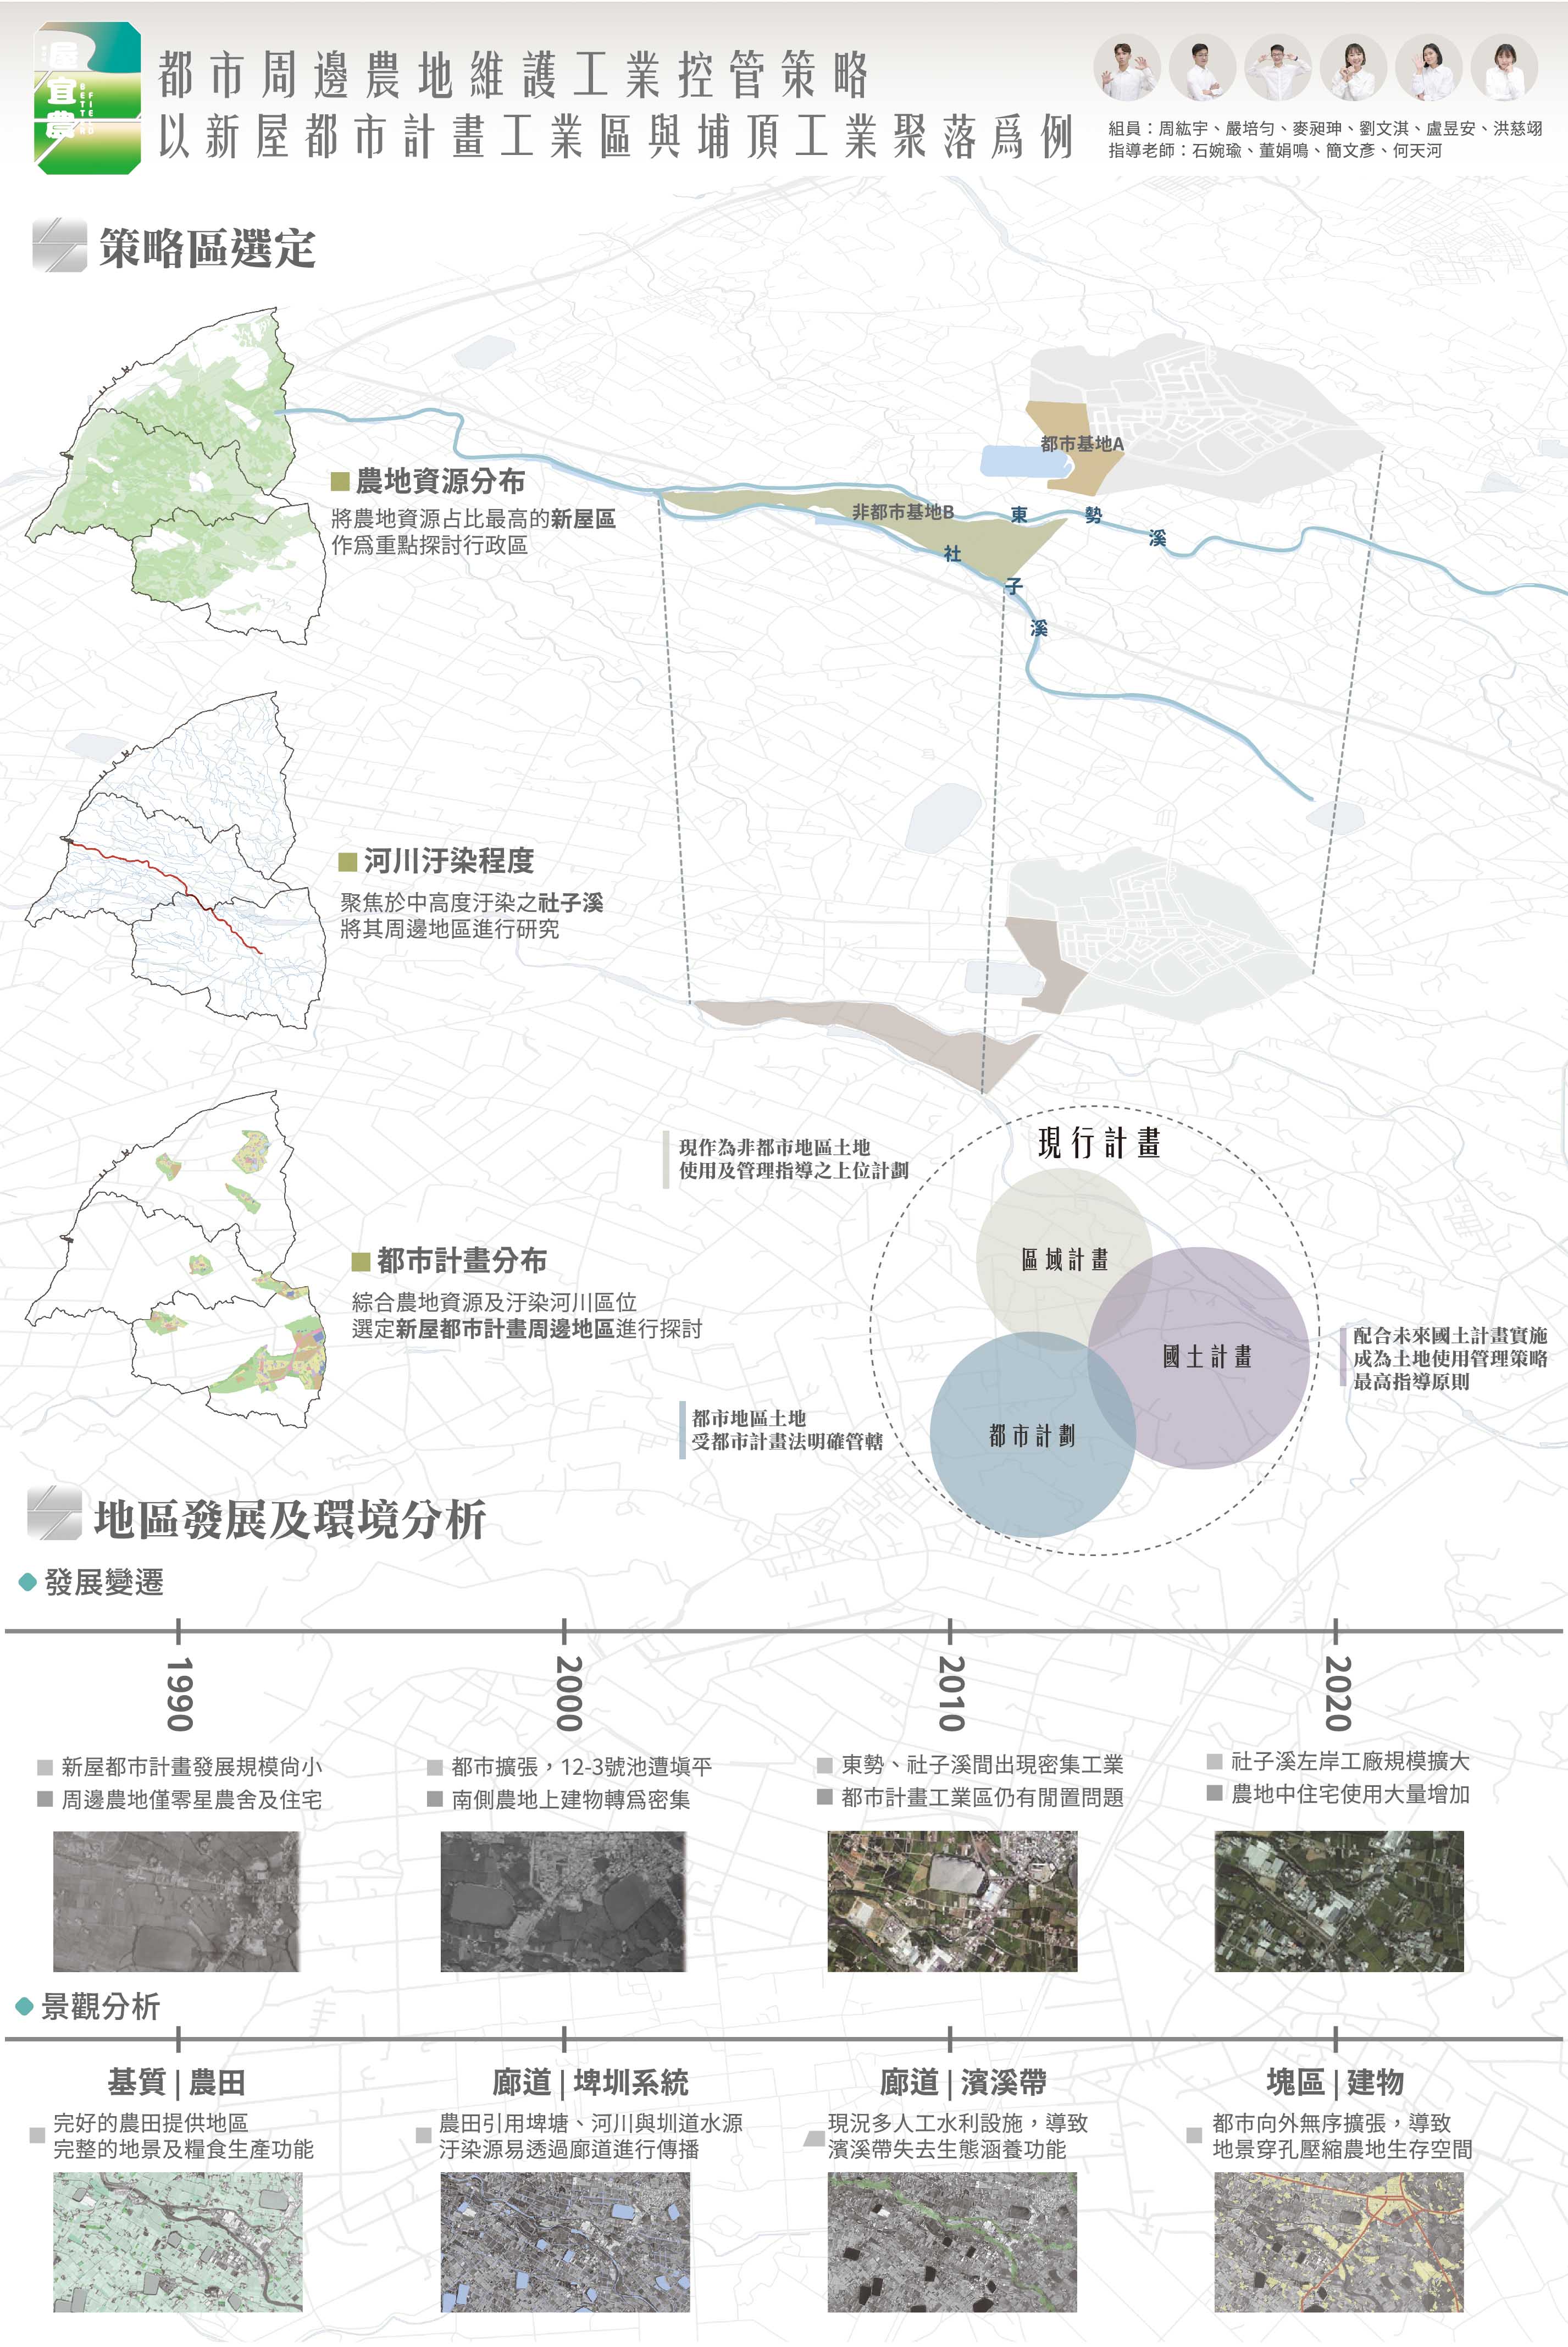 屋宜農
BETTER
FIELD
都市周邊農地維護工業控管策略
以新屋都市計畫工業區與埔頂工業聚落爲例
組員：周紘宇、嚴培勻、麥昶珅、劉文淇、盧昱安、洪慈翊
指導老師：石婉瑜、董娟鳴、簡文彥、何天河
策略區選定
農地資源分布
將農地資源占比最高的新屋區
作爲重點探討行政區
都市基地A
非都市基地B
東勢溪
社子溪
河川汙染程度
聚焦於中高度汙染之社子溪
將其周邊地區進行研究
都市計畫分布
綜合農地資源及汙染河川區位
選定新屋都市計畫周邊地區進行探討
現作為非都市地區土地
使用及管理指導之上位計劃
現行計畫
區域計畫
國土計畫
都市計劃
配合未來國土計畫實施
成為土地使用管理策略
最高指導原則
都市地區土地
受都市計畫法明確管轄
地區發展及環境分析
發展變遷
1990
2000
2010
2020
新屋都市計畫發展規模尙小
周邊農地僅零星農舍及住宅
都市擴張，12-3號池遭塡平
南側農地上建物轉爲密集
東勢、社子溪間出現密集工業
都市計畫工業區仍有閒置問題
社子溪左岸工廠規模擴大
農地中住宅使用大量增加
景觀分析
基質|農田
完好的農田提供地區
完整的地景及糧食生產功能
廊道|埤圳系統
農田引用埤塘、河川與圳道水源
汙染源易透過廊道進行傳播
廊道|濱溪帶
現況多人工水利設施，導致
濱溪帶失去生態涵養功能
塊區|建物
都市向外無序擴張，導致
地景穿孔壓縮農地生存空間